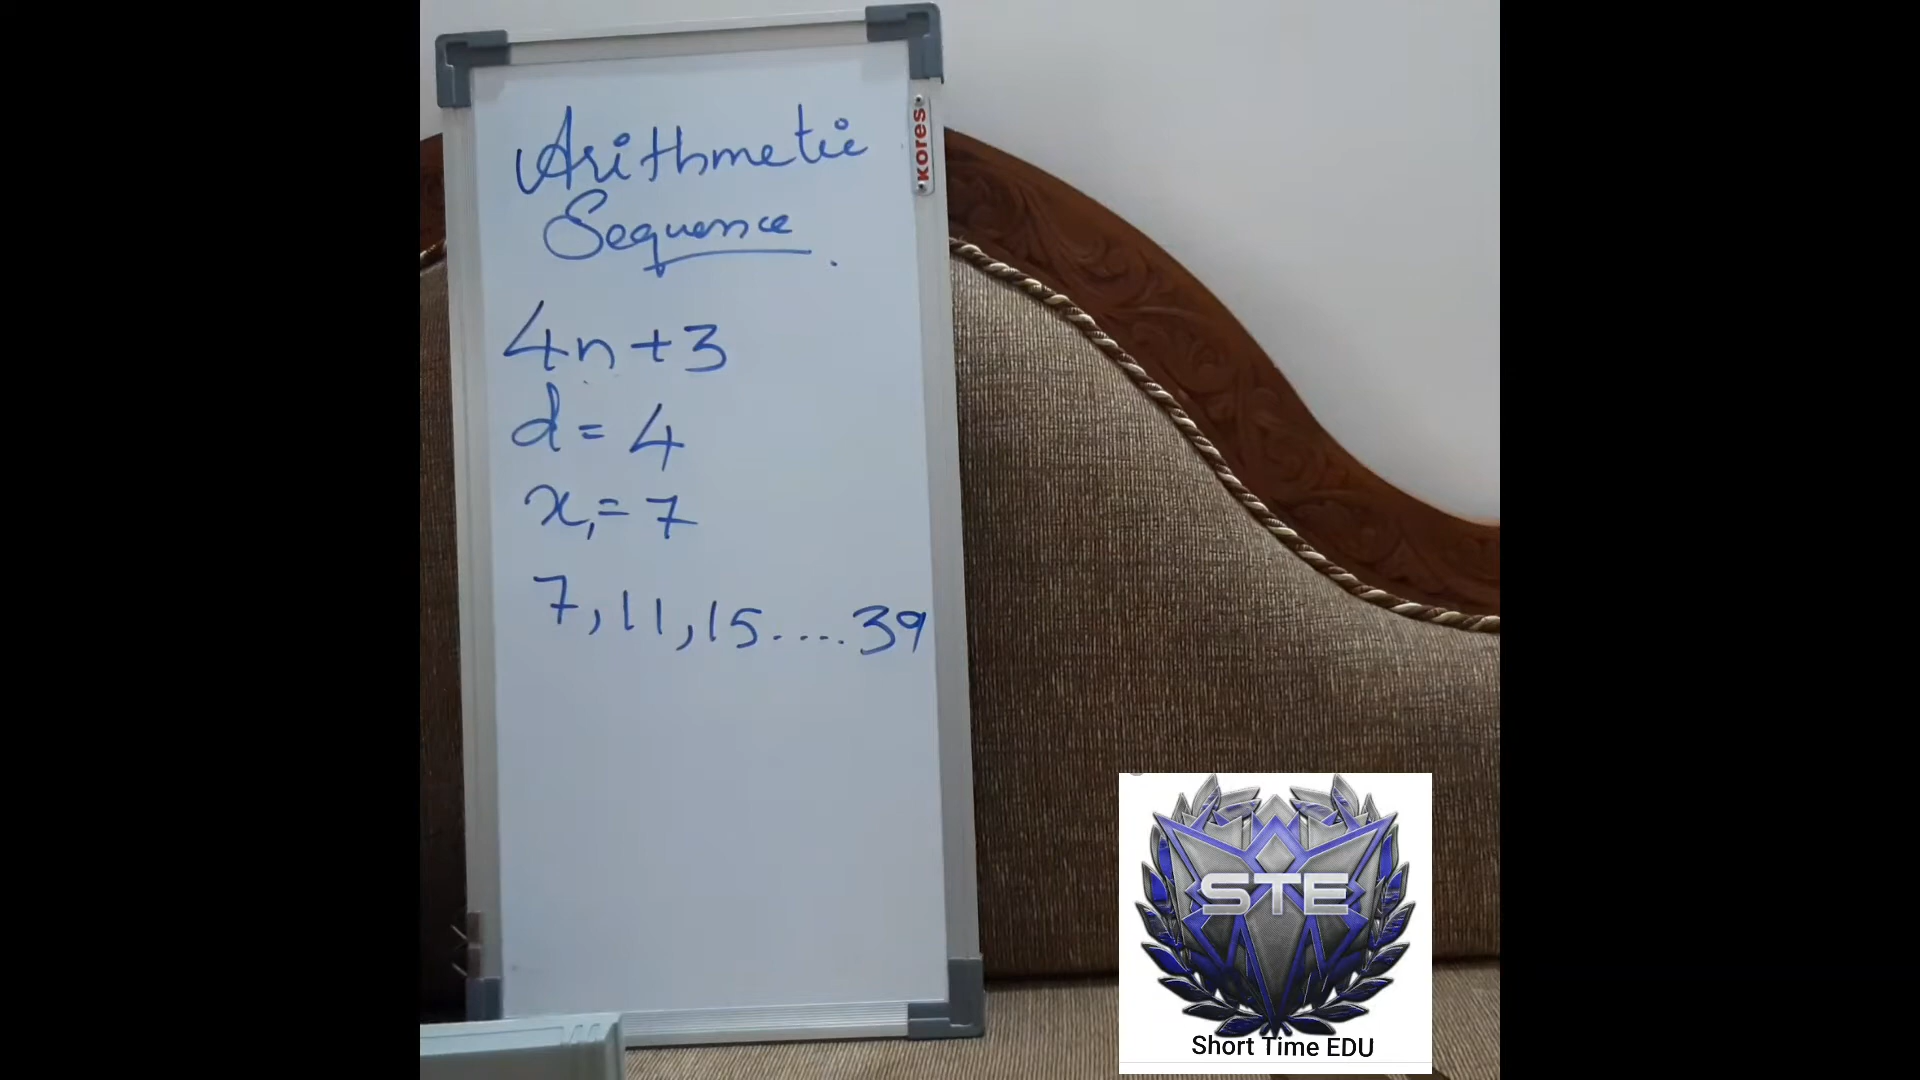 Arithmetic
Sequence.
4n+3
d = 4
x₁ = 7
7, 11, 15 .... 39
kores
STE
Short Time EDU